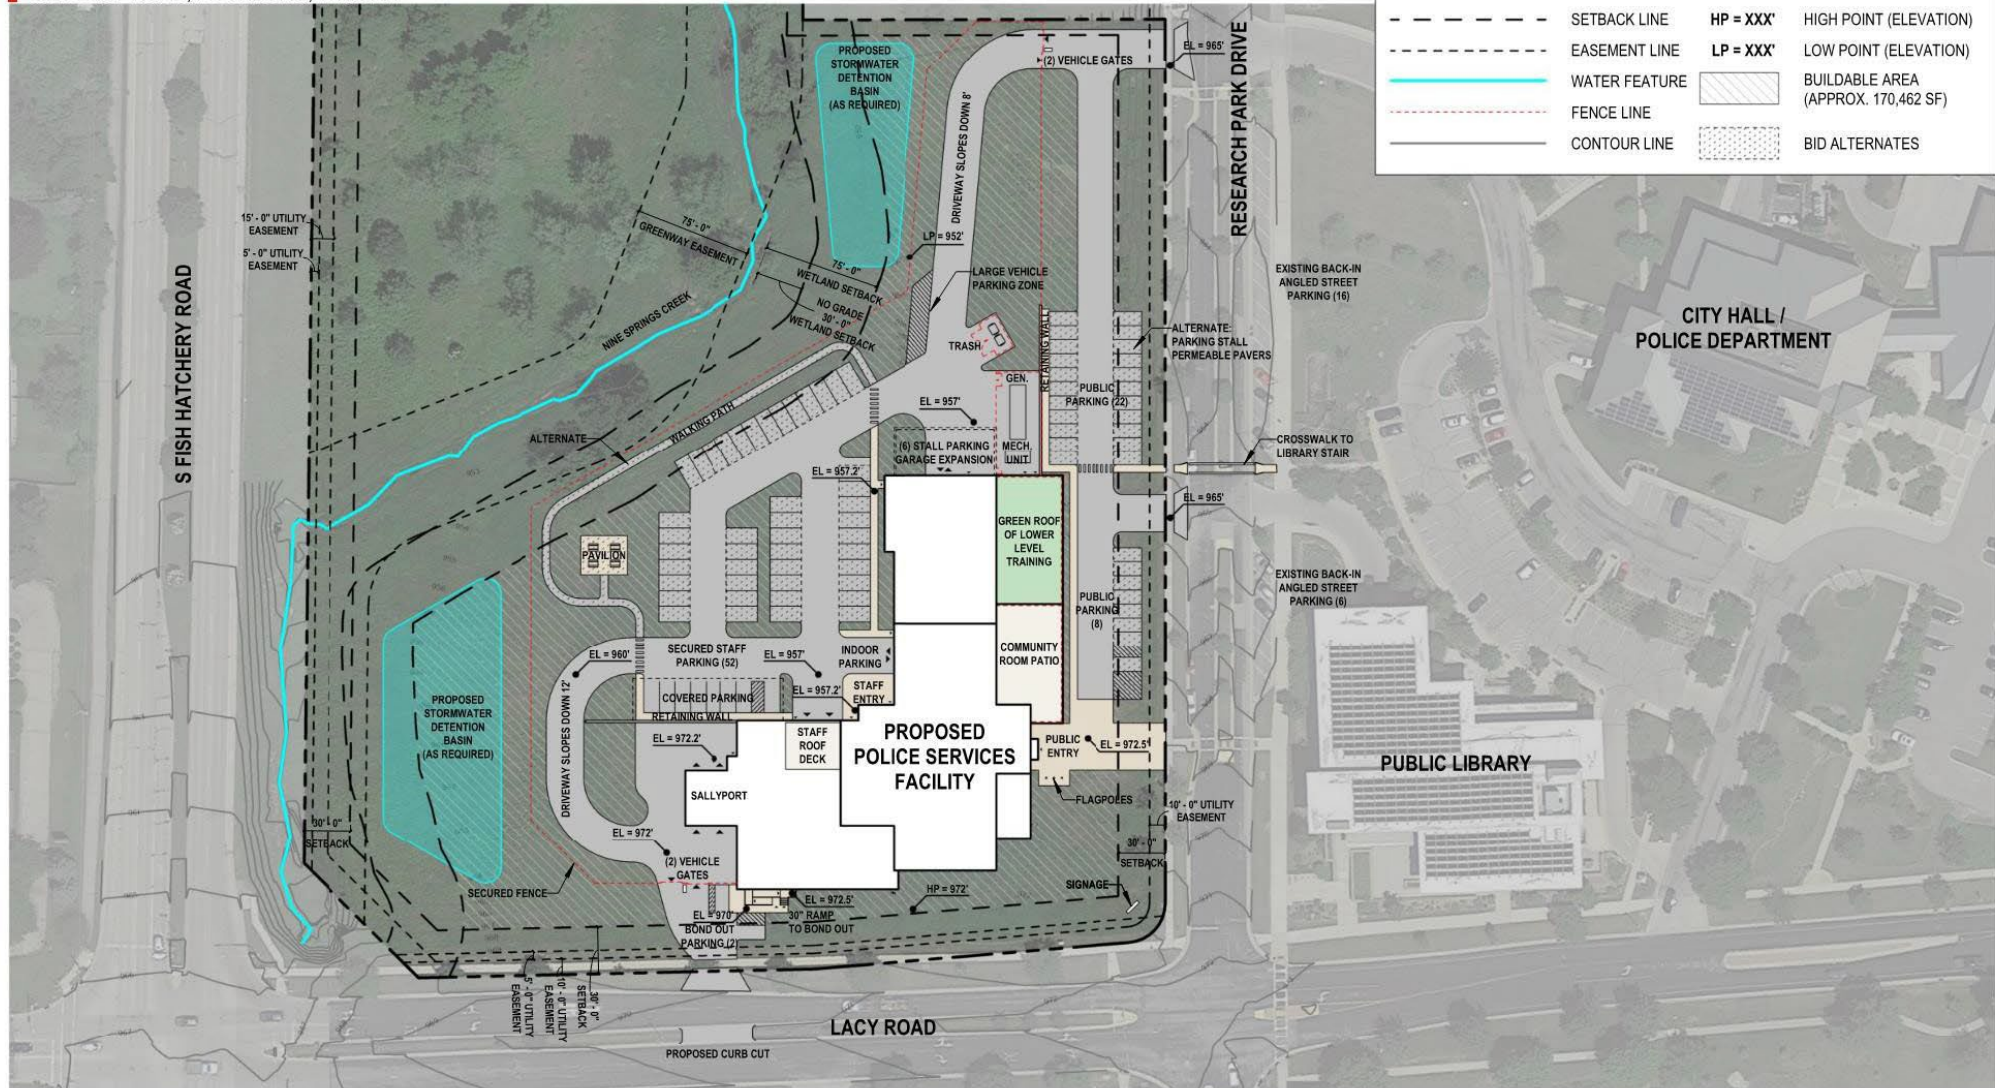 SETBACK LINE
HP = XXX' HIGH POINT (ELEVATION)
EASEMENT LINE
LP = XXX' LOW POINT (ELEVATION)
WATER FEATURE
BUILDABLE AREA
(APPROX. 170,462 SF)
FENCE LINE
CONTOUR LINE
BID ALTERNATES
PROPOSED
STORMWATER
DETENTION
BASIN
(AS REQUIRED)
(2) VEHICLE GATES
EL = 965'
RESEARCH PARK DRIVE
DRIVEWAY SLOPES DOWN 8'
15' - 0" UTILITY
EASEMENT
5' - 0" UTILITY
EASEMENT
75' - 0"
GREENWAY EASEMENT
LP = 952'
75' - 0"
WETLAND SETBACK
NO GRADE
30' - 0"
WETLAND SETBACK
LARGE VEHICLE
PARKING ZONE
EXISTING BACK-IN
ANGLED STREET
PARKING (16)
S FISH HATCHERY ROAD
NINE SPRINGS CREEK
TRASH
RETAINING WALL
ALTERNATE:
PARKING STALL
PERMEABLE PAVERS
CITY HALL /
POLICE DEPARTMENT
GEN.
PUBLIC
PARKING (22)
EL = 957'
WALKING PATH
ALTERNATE
(6) STALL PARKING
GARAGE EXPANSION
MECH.
UNIT
CROSSWALK TO
LIBRARY STAIR
EL = 957.2'
EL = 965'
GREEN ROOF
OF LOWER
LEVEL
TRAINING
PAVILION
EXISTING BACK-IN
ANGLED STREET
PARKING (6)
PUBLIC
PARKING
(8)
SECURED STAFF
PARKING (52)
EL = 960'
EL = 957'
INDOOR
PARKING
COMMUNITY
ROOM PATIO
COVERED PARKING
EL = 957.2'
STAFF
ENTRY
RETAINING WALL
PROPOSED
STORMWATER
DETENTION
BASIN
(AS REQUIRED)
DRIVEWAY SLOPES DOWN 12'
EL = 972.2'
STAFF
ROOF
DECK
PROPOSED
POLICE SERVICES
FACILITY
PUBLIC
ENTRY
EL = 972.5'
PUBLIC LIBRARY
SALLYPORT
FLAGPOLES
10' - 0" UTILITY
EASEMENT
30' - 0"
SETBACK
EL = 972'
(2) VEHICLE
GATES
30' - 0"
SETBACK
SECURED FENCE
HP = 972'
SIGNAGE
EL = 972.5'
EL = 970'
BOND OUT
PARKING (2)
30" RAMP
TO BOND OUT
5' - 0" UTILITY
EASEMENT
10' - 0" UTILITY
EASEMENT
30' - 0"
SETBACK
LACY ROAD
PROPOSED CURB CUT